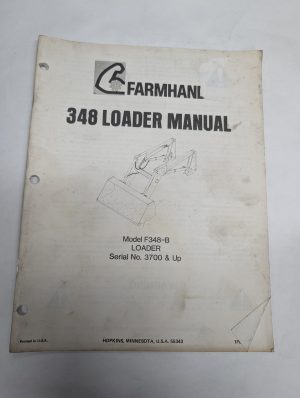 FARMHANL
348 LOADER MANUAL
Model F348-B
LOADER
Serial No. 3700 & Up
Printed in U.S.A.
HOPKINS, MINNESOTA, U.S.A. 55343